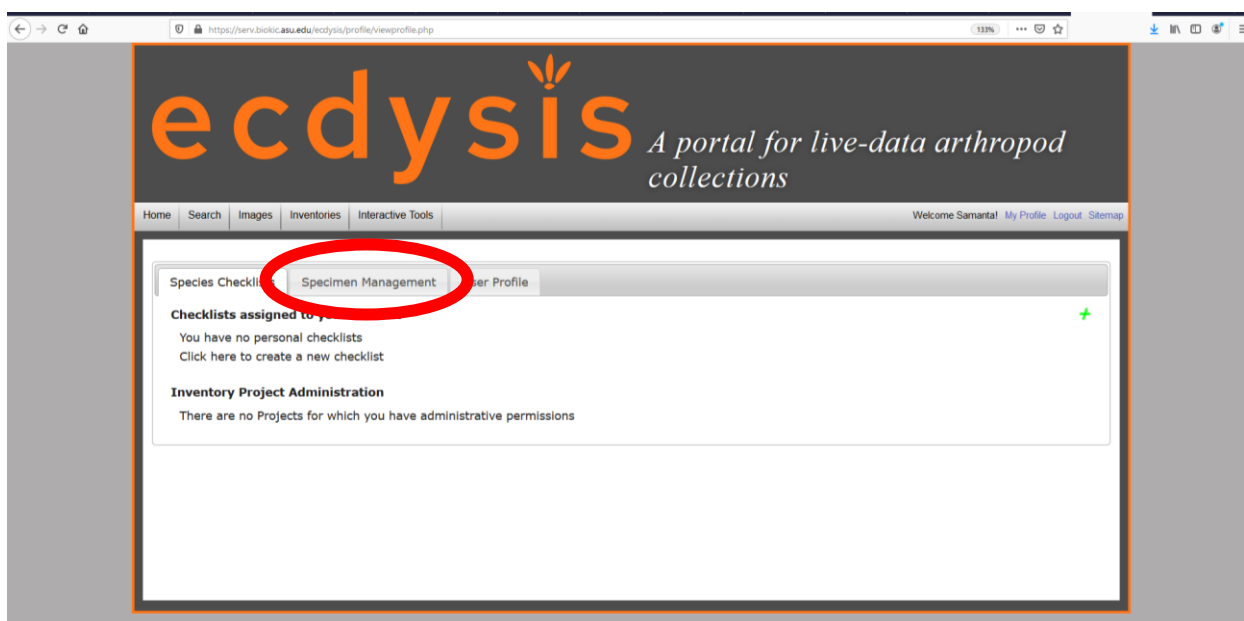 https://serv.biokic.asu.edu/ecdysis/profile/viewprofile.php 133%
ecdysis
A portal for live-data arthropod
collections
Home Search Images Inventories Interactive Tools Welcome Samanta! My Profile Logout Sitemap
Species Specimen Management Profile
Checklists assigned to
You have no personal checklists
Click here to create a new checklist
Inventory Project Administration
There are no Projects for which you have administrative permissions